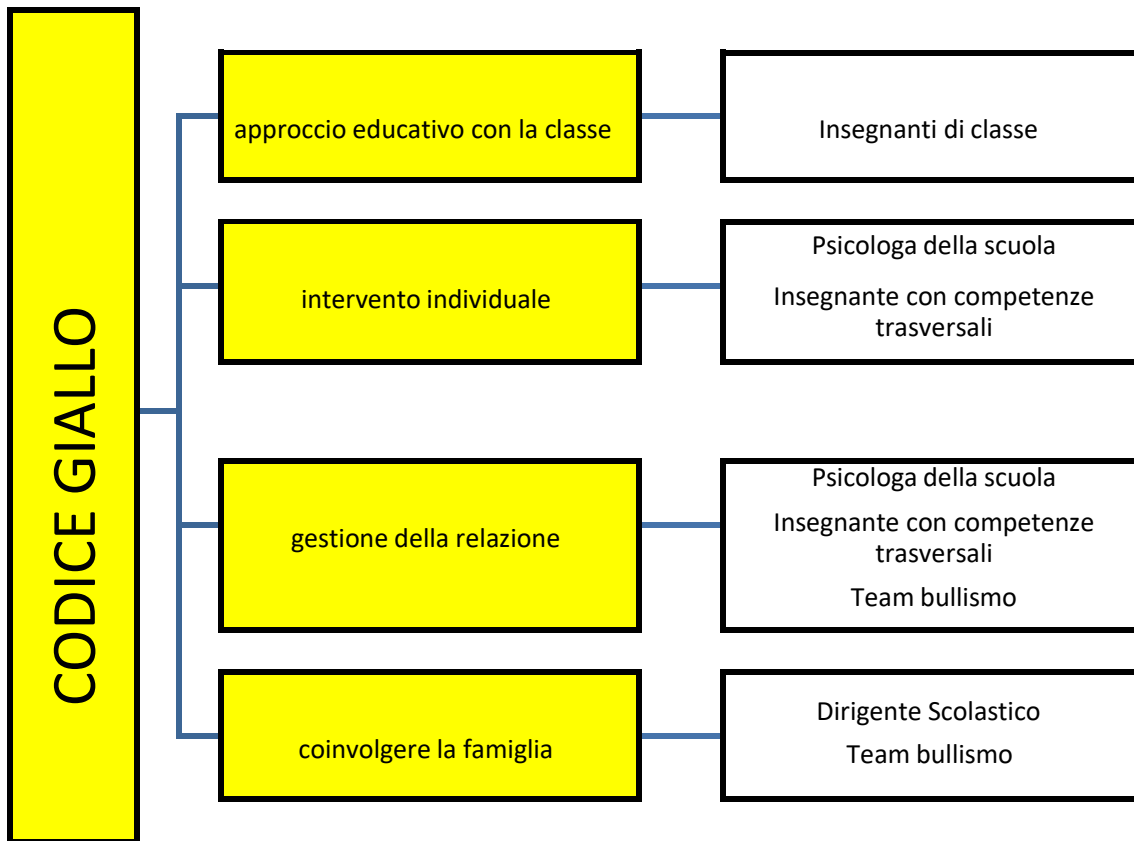 CODICE GIALLO
approccio educativo con la classe
Insegnanti di classe
intervento individuale
Psicologa della scuola
Insegnante con competenze
trasversali
gestione della relazione
Psicologa della scuola
Insegnante con competenze
trasversali
Team bullismo
coinvolgere la famiglia
Dirigente Scolastico
Team bullismo